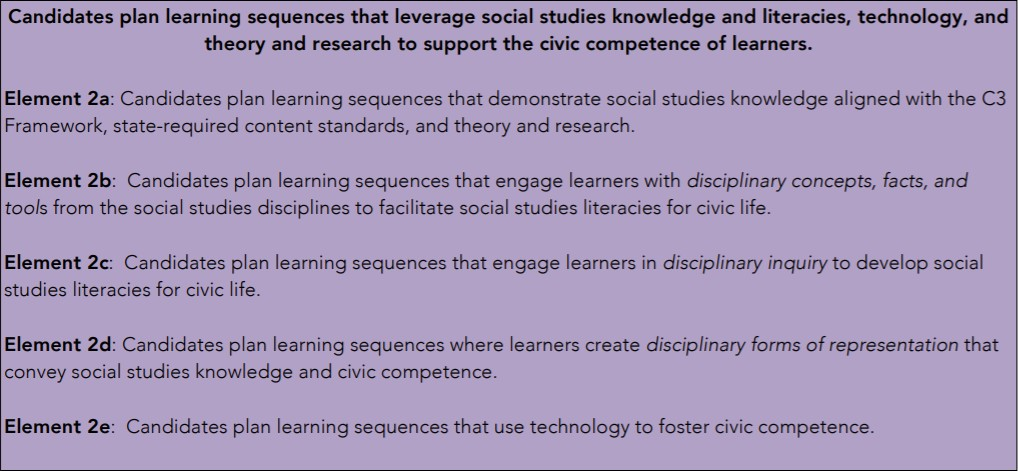 Candidates plan learning sequences that leverage social studies knowledge and literacies, technology, and
theory and research to support the civic competence of learners.
Element 2a: Candidates plan learning sequences that demonstrate social studies knowledge aligned with the C3
Framework, state-required content standards, and theory and research.
Element 2b:  Candidates plan learning sequences that engage learners with disciplinary concepts, facts, and
tools from the social studies disciplines to facilitate social studies literacies for civic life.
Element 2c:  Candidates plan learning sequences that engage learners in disciplinary inquiry to develop social
studies literacies for civic life.
Element 2d: Candidates plan learning sequences where learners create disciplinary forms of representation that
convey social studies knowledge and civic competence.
Element 2e:  Candidates plan learning sequences that use technology to foster civic competence.